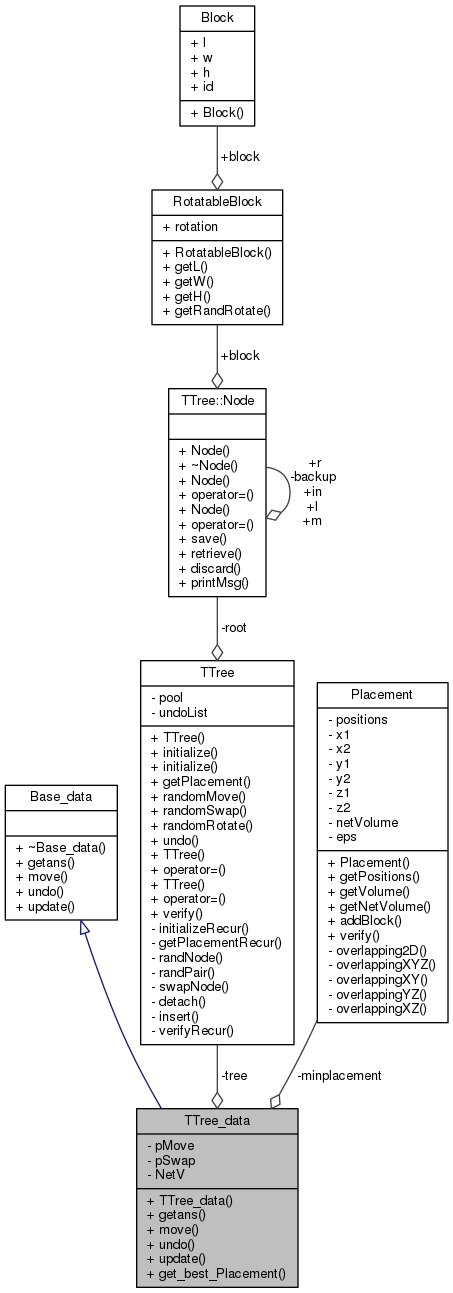 Block
+ l
+ w
+ h
+ id
+ Block()
+block
RotatableBlock
+ rotation
+ RotatableBlock()
+ getL()
+ getW()
+ getH()
+ getRandRotate()
+block
TTree::Node
+ Node()
+ ~Node()
+ Node()
+ operator=()
+ Node()
+ operator=()
+ save()
+ retrieve()
+ discard()
+ printMsg()
+r
-backup
+in
+l
+m
-root
TTree
- pool
- undoList
+ TTree()
+ initialize()
+ initialize()
+ getPlacement()
+ randomMove()
+ randomSwap()
+ randomRotate()
+ undo()
+ TTree()
+ operator=()
+ TTree()
+ operator=()
+ verify()
- initializeRecur()
- getPlacementRecur()
- randNode()
- randPair()
- swapNode()
- detach()
- insert()
- verifyRecur()
Placement
- positions
- x1
- x2
- y1
- y2
- z1
- z2
- netVolume
- eps
+ Placement()
+ getPositions()
+ getVolume()
+ getNetVolume()
+ addBlock()
+ verify()
- overlapping2D()
- overlappingXYZ()
- overlappingXY()
- overlappingYZ()
- overlappingXZ()
Base_data
+ ~Base_data()
+ getans()
+ move()
+ undo()
+ update()
-tree
-minplacement
TTree_data
- pMove
- pSwap
- NetV
+ TTree_data()
+ getans()
+ move()
+ undo()
+ update()
+ get_best_Placement()